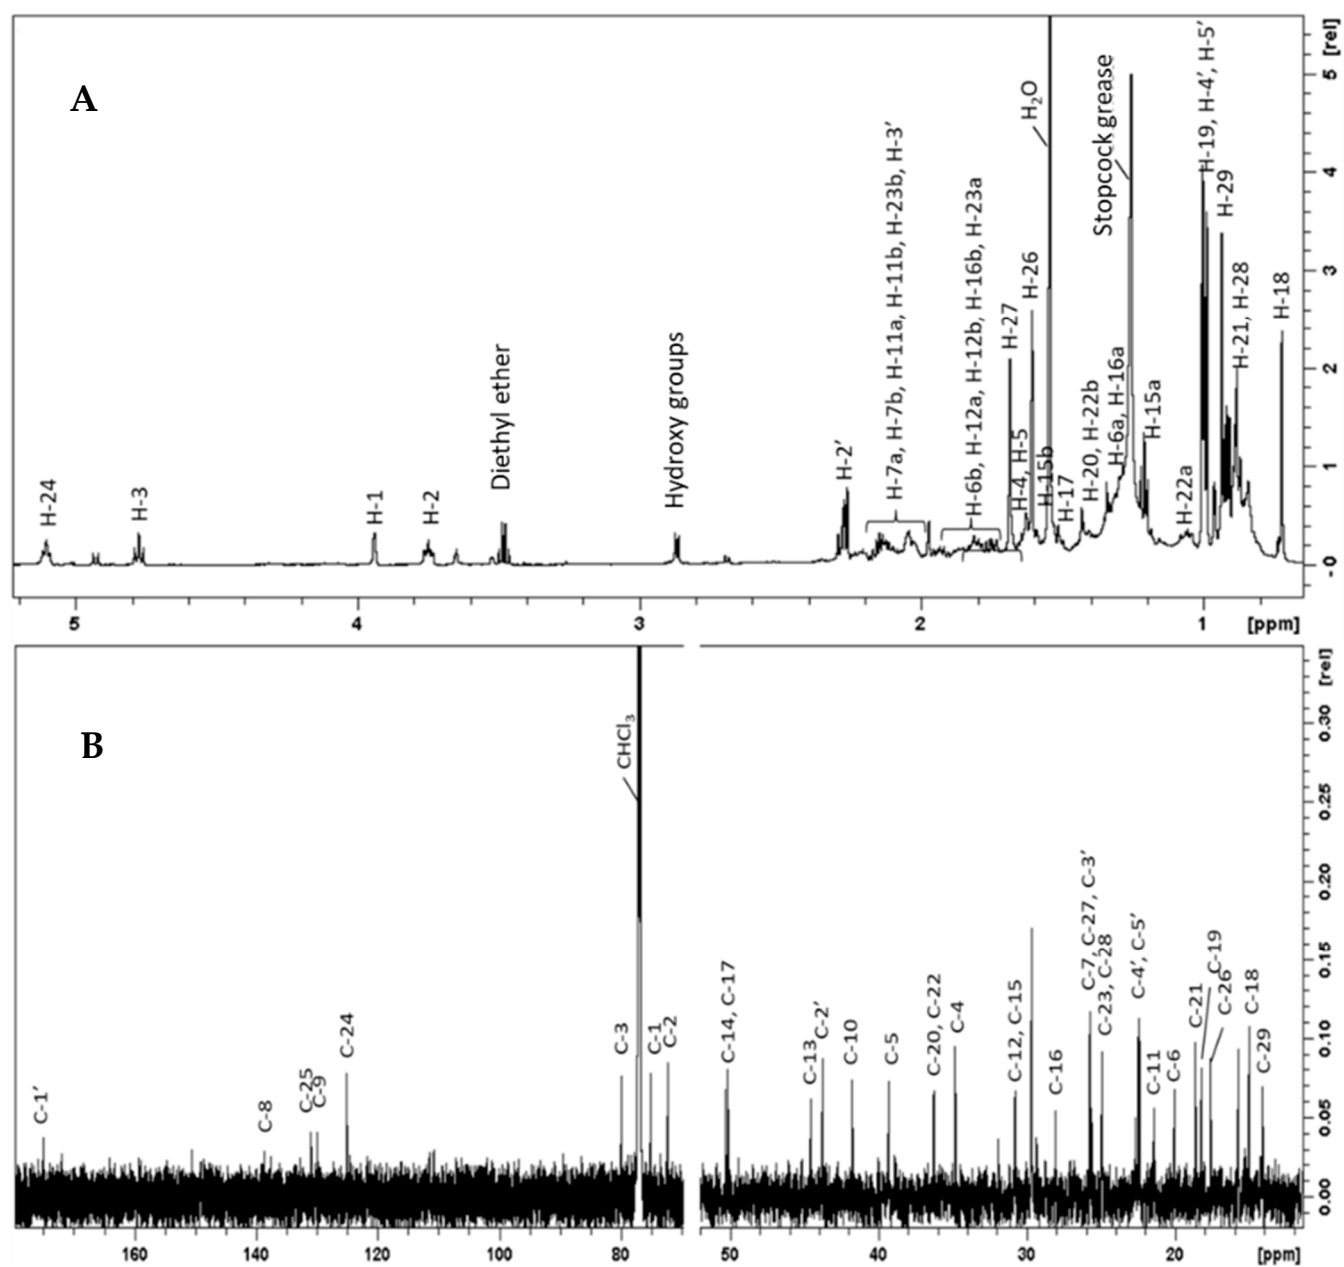 A
H-24
H-3
H-1
H-2
Diethyl ether
Hydroxy groups
H-2′
H-7a, H-7b, H-11a, H-11b, H-23b, H-3′
H-6b, H-12a, H-12b, H-16b, H-23a
H-27
H-4, H-5
H-26
H-15b
H₂O
H-17
H-20, H-22b
Stopcock grease
H-6a, H-16a
H-15a
H-22a
H-19, H-4′, H-5′
H-29
H-21, H-28
H-18
[rel]
5
4
3
2
1
-0
5 4 3 2 1 [ppm]
B
C-1′
C-8
C-25
C-9
C-24
C-3
CHCl₃
C-1
C-2
C-14, C-17
C-13
C-2′
C-10
C-5
C-20, C-22
C-4
C-12, C-15
C-16
C-7, C-27, C-3′
C-23, C-28
C-4′, C-5′
C-11
C-6
C-21
C-19
C-26
C-18
C-29
[rel]
0.30
0.25
0.20
0.15
0.10
0.05
0.00
160 140 120 100 80 50 40 30 20 [ppm]